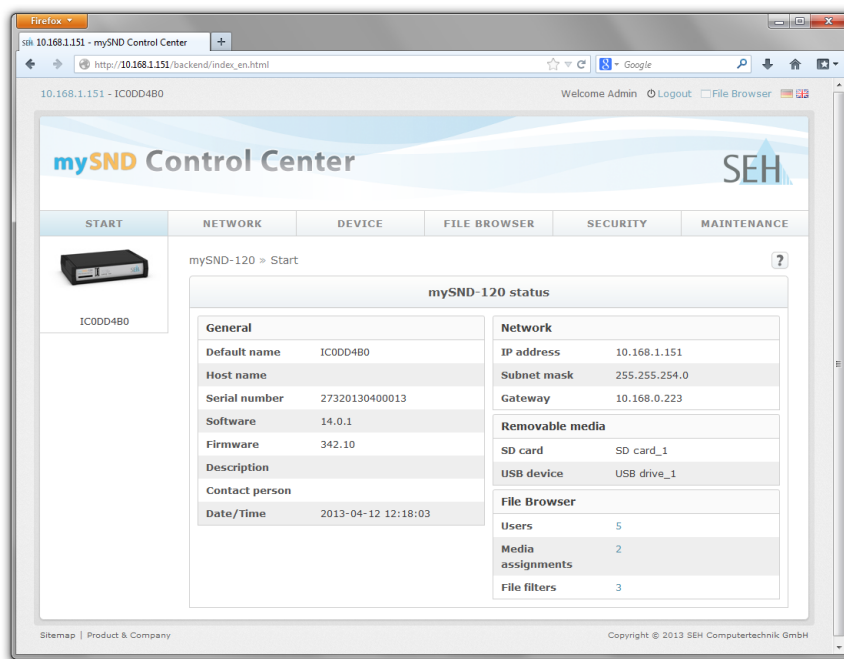 Firefox
SEH 10.168.1.151 - mySND Control Center
http://10.168.1.151/backend/index_en.html
Google
10.168.1.151 - IC0DD4B0
Welcome Admin Logout File Browser
mySND Control Center
SEH
START NETWORK DEVICE FILE BROWSER SECURITY MAINTENANCE
IC0DD4B0
mySND-120 » Start
?
mySND-120 status
General
Default name IC0DD4B0
Host name
Serial number 27320130400013
Software 14.0.1
Firmware 342.10
Description
Contact person
Date/Time 2013-04-12 12:18:03
Network
IP address 10.168.1.151
Subnet mask 255.255.254.0
Gateway 10.168.0.223
Removable media
SD card SD card_1
USB device USB drive_1
File Browser
Users 5
Media
assignments 2
File filters 3
Sitemap | Product & Company
Copyright © 2013 SEH Computertechnik GmbH